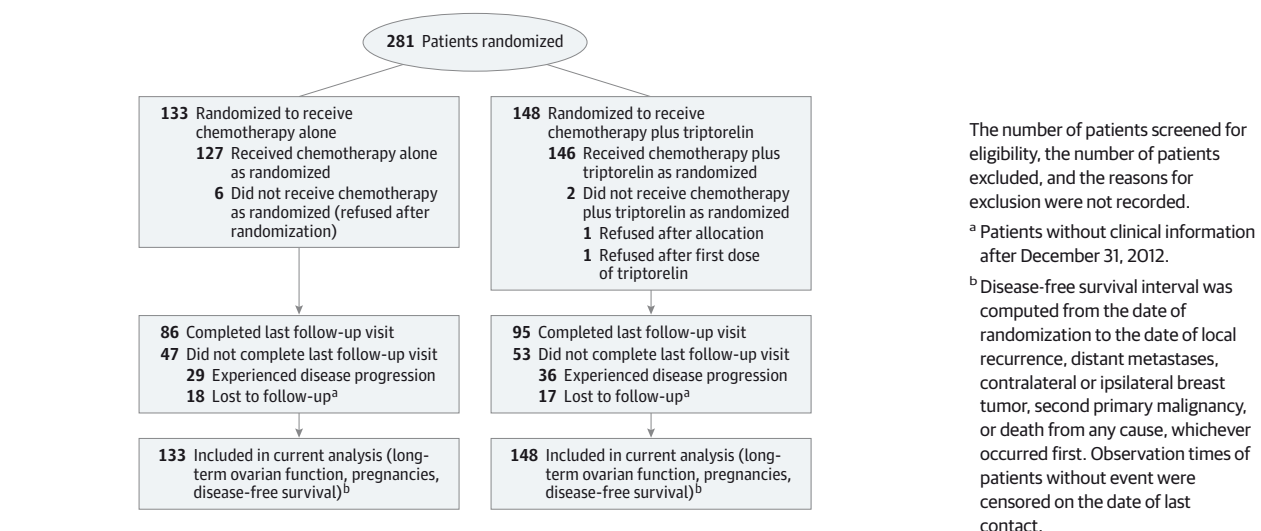 281 Patients randomized
133 Randomized to receive
chemotherapy alone
127 Received chemotherapy alone
as randomized
6 Did not receive chemotherapy
as randomized (refused after
randomization)
148 Randomized to receive
chemotherapy plus triptorelin
146 Received chemotherapy plus
triptorelin as randomized
2 Did not receive chemotherapy
plus triptorelin as randomized
1 Refused after allocation
1 Refused after first dose
of triptorelin
86 Completed last follow-up visit
47 Did not complete last follow-up visit
29 Experienced disease progression
18 Lost to follow-upa
95 Completed last follow-up visit
53 Did not complete last follow-up visit
36 Experienced disease progression
17 Lost to follow-upa
133 Included in current analysis (long-
term ovarian function, pregnancies,
disease-free survival)b
148 Included in current analysis (long-
term ovarian function, pregnancies,
disease-free survival)b
The number of patients screened for
eligibility, the number of patients
excluded, and the reasons for
exclusion were not recorded.
a Patients without clinical information
after December 31, 2012.
b Disease-free survival interval was
computed from the date of
randomization to the date of local
recurrence, distant metastases,
contralateral or ipsilateral breast
tumor, second primary malignancy,
or death from any cause, whichever
occurred first. Observation times of
patients without event were
censored on the date of last
contact.